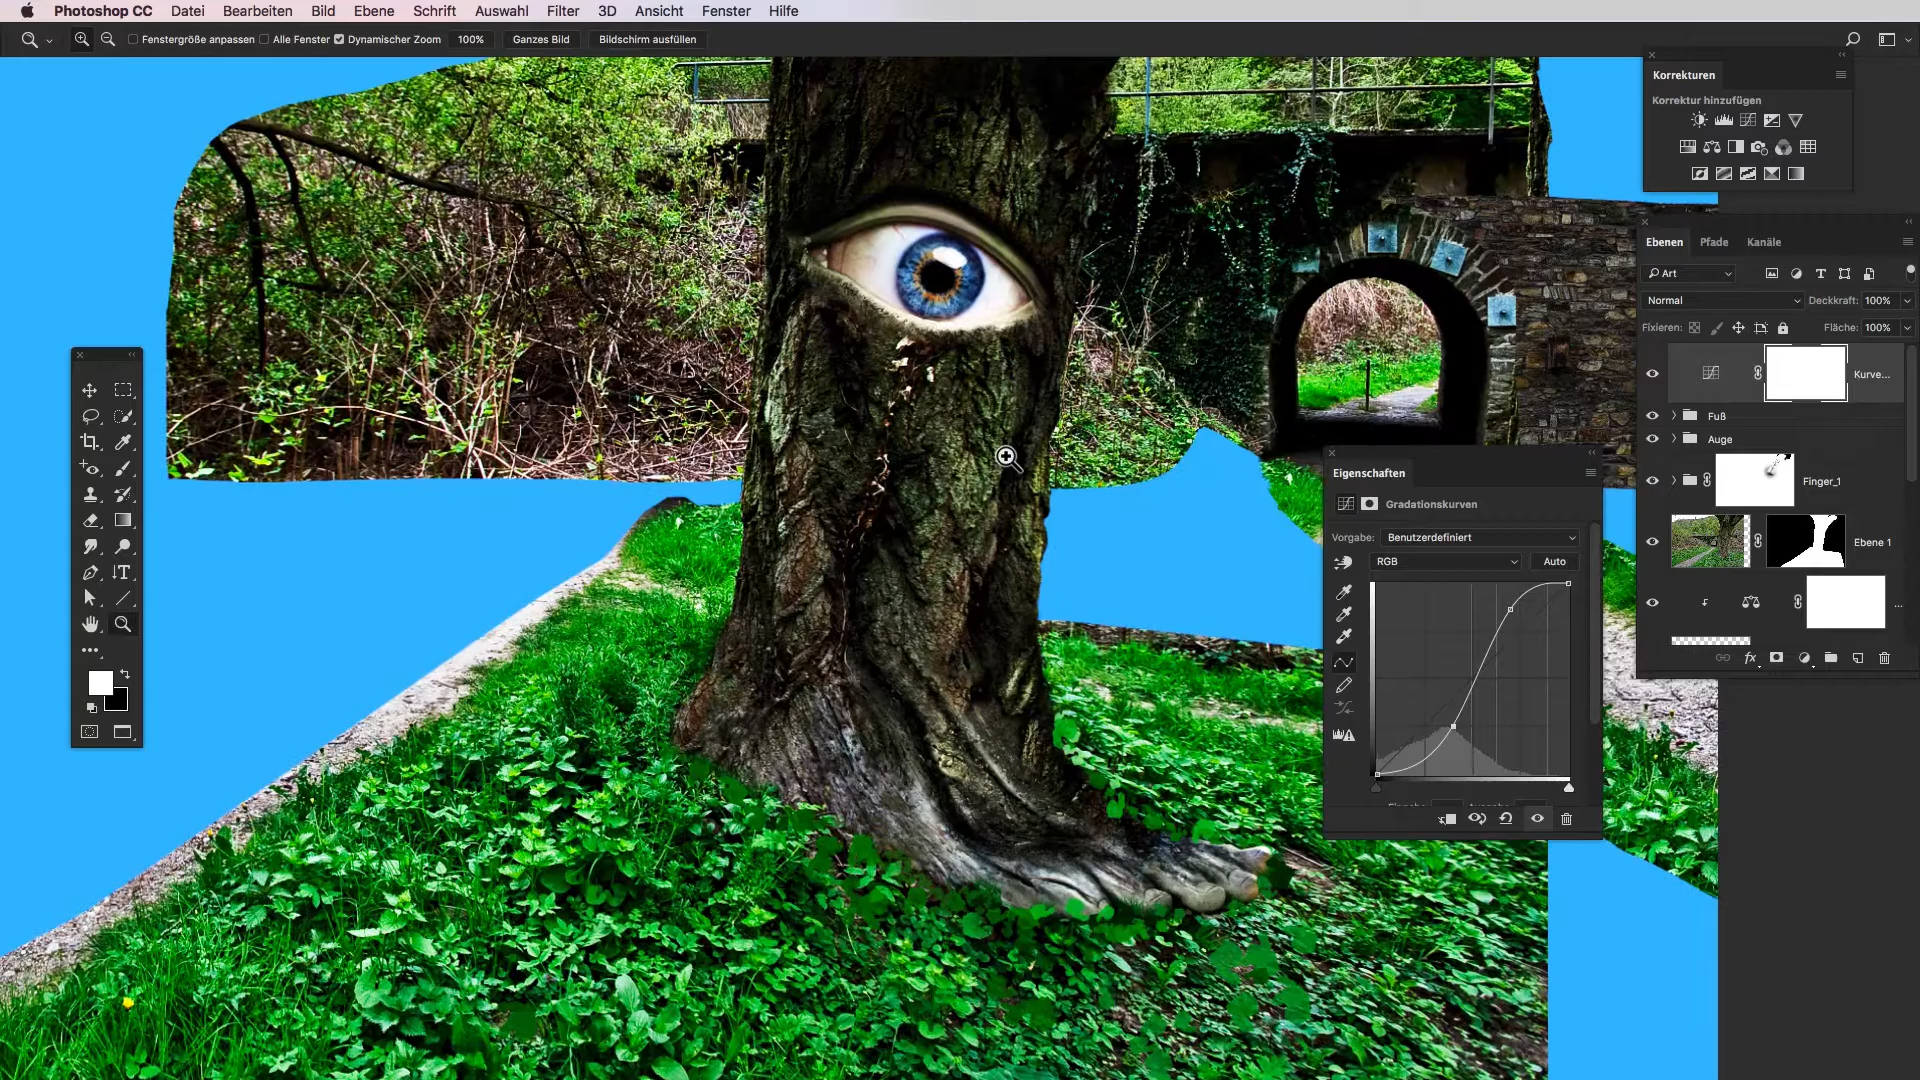 Photoshop CC Datei Bearbeiten Bild Ebene Schrift Auswahl Filter 3D Ansicht Fenster Hilfe
Fenstergröße anpassen Alle Fenster Dynamischer Zoom 100% Ganzes Bild Bildschirm ausfüllen
Korrekturen
Korrektur hinzufügen
Ebenen Pfade Kanäle
Art
Normal Deckkraft: 100%
Fixieren: Fläche: 100%
Kurve...
Fuß
Auge
Finger_1
Ebene 1
...
Eigenschaften
Gradationskurven
Vorgabe: Benutzerdefiniert
RGB Auto
fx